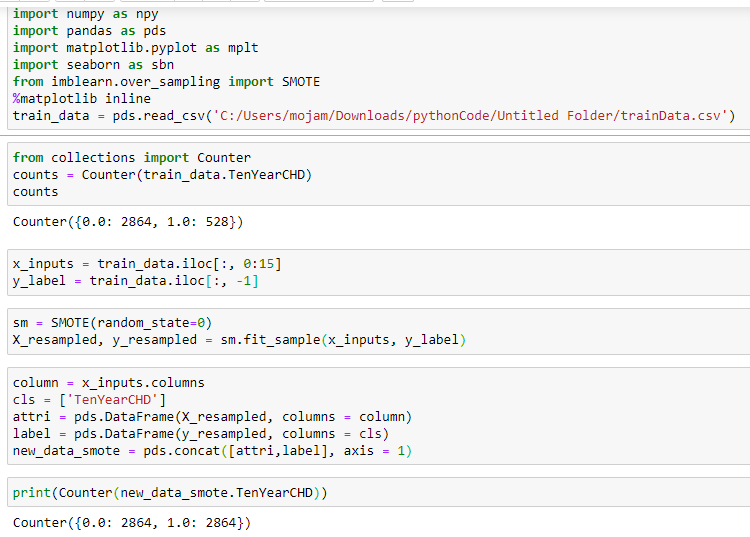 import numpy as npy
import pandas as pds
import matplotlib.pyplot as mplt
import seaborn as sbn
from imblearn.over_sampling import SMOTE
%matplotlib inline
train_data = pds.read_csv('C:/Users/mojam/Downloads/pythonCode/Untitled Folder/trainData.csv')
from collections import Counter
counts = Counter(train_data.TenYearCHD)
counts
Counter({0.0: 2864, 1.0: 528})
x_inputs = train_data.iloc[:, 0:15]
y_label = train_data.iloc[:, -1]
sm = SMOTE(random_state=0)
X_resampled, y_resampled = sm.fit_sample(x_inputs, y_label)
column = x_inputs.columns
cls = ['TenYearCHD']
attri = pds.DataFrame(X_resampled, columns = column)
label = pds.DataFrame(y_resampled, columns = cls)
new_data_smote = pds.concat([attri,label], axis = 1)
print(Counter(new_data_smote.TenYearCHD))
Counter({0.0: 2864, 1.0: 2864})